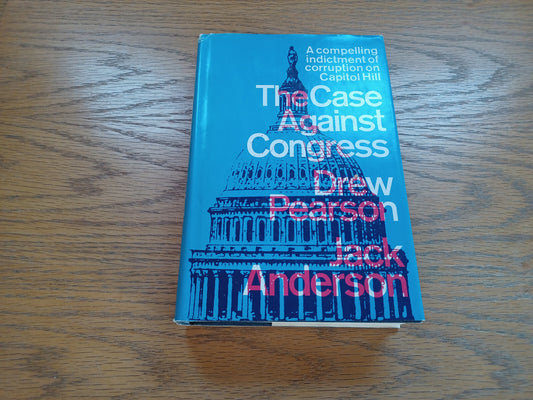 A compelling
indictment of
corruption on
Capitol Hill
The Case
Against
Congress
Drew
Pearson
Jack
Anderson